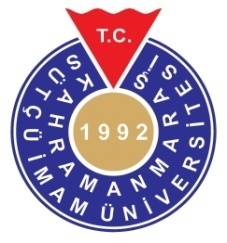 T.C.
KAHRAMANMARAŞ
SÜTÇÜ İMAM ÜNİVERSİTESİ
1992